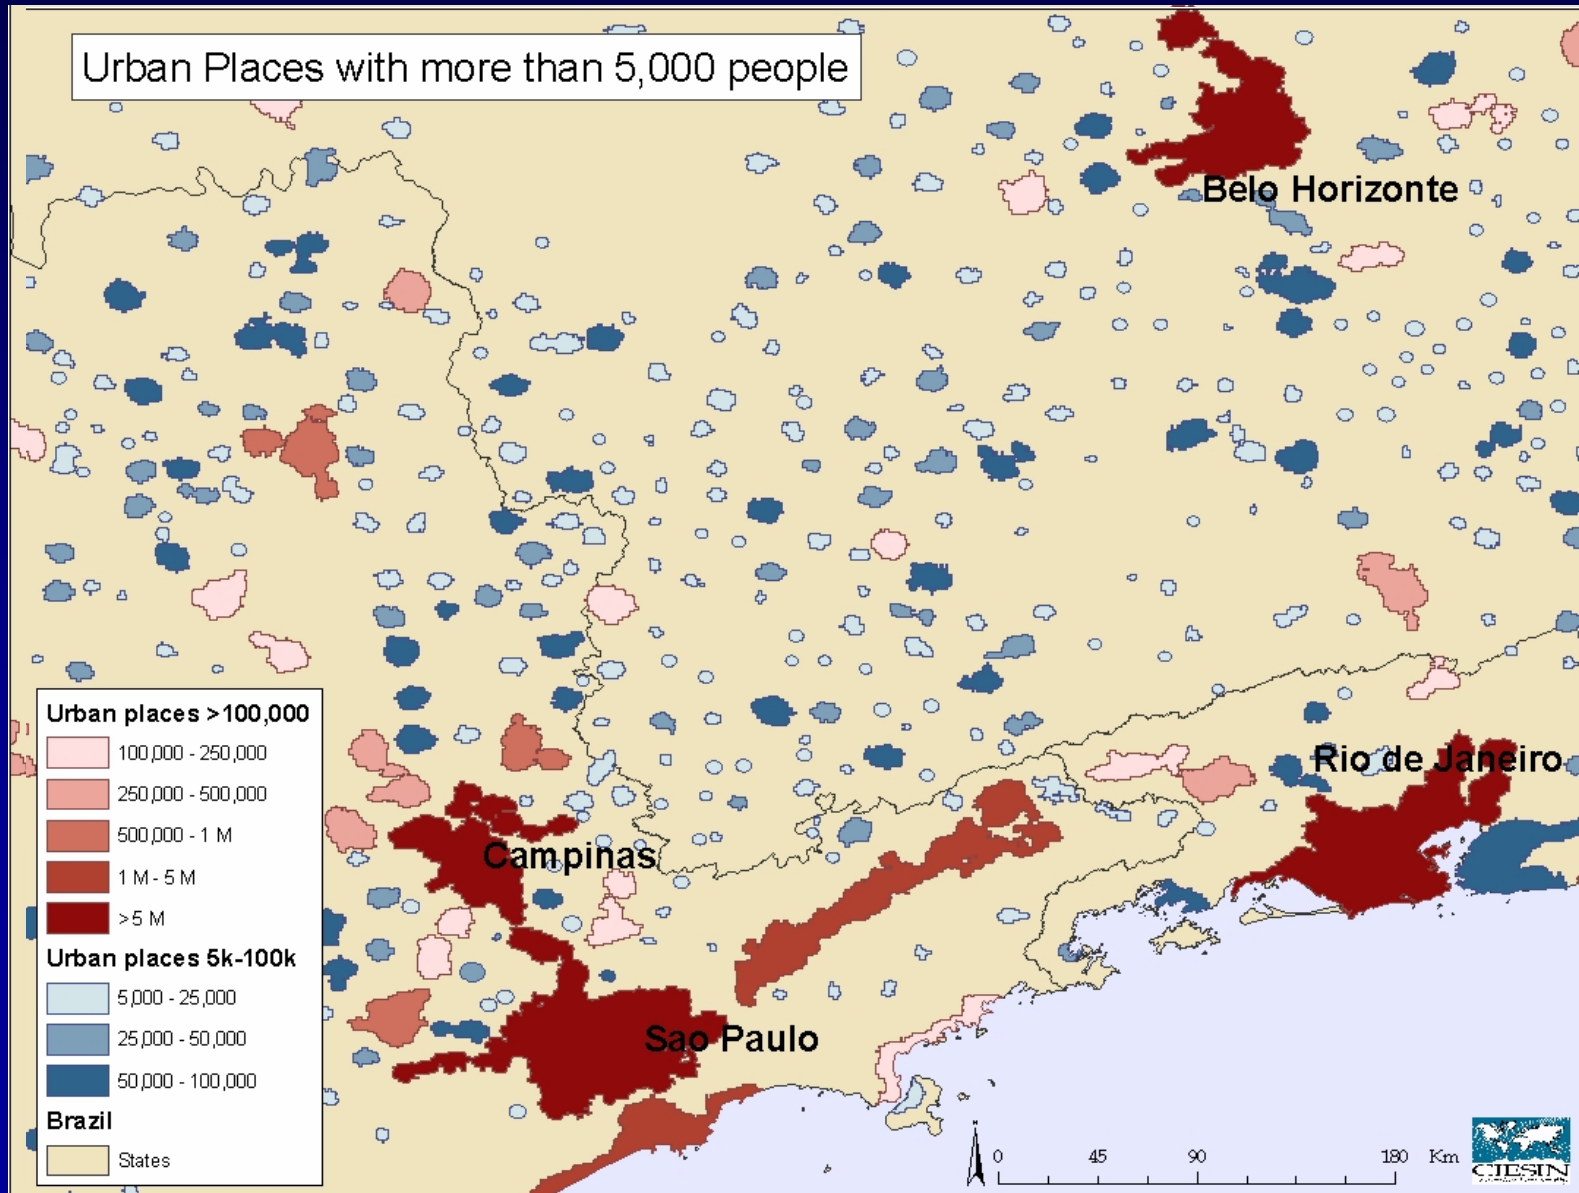 Urban Places with more than 5,000 people
Belo Horizonte
Rio de Janeiro
Campinas
Sao Paulo
Urban places >100,000
100,000 - 250,000
250,000 - 500,000
500,000 - 1 M
1 M - 5 M
>5 M
Urban places 5k-100k
5,000 - 25,000
25,000 - 50,000
50,000 - 100,000
Brazil
States
N
0 45 90 180 Km
CIESIN